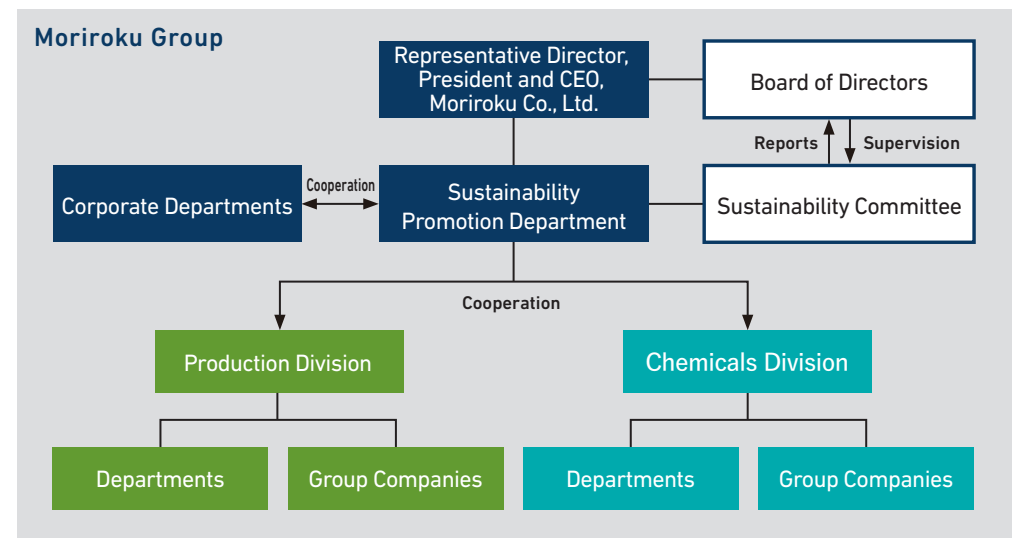 Moriroku Group
Representative Director,
President and CEO,
Moriroku Co., Ltd.
Board of Directors
Reports
Supervision
Corporate Departments
Cooperation
Sustainability
Promotion Department
Sustainability Committee
Cooperation
Production Division
Chemicals Division
Departments
Group Companies
Departments
Group Companies